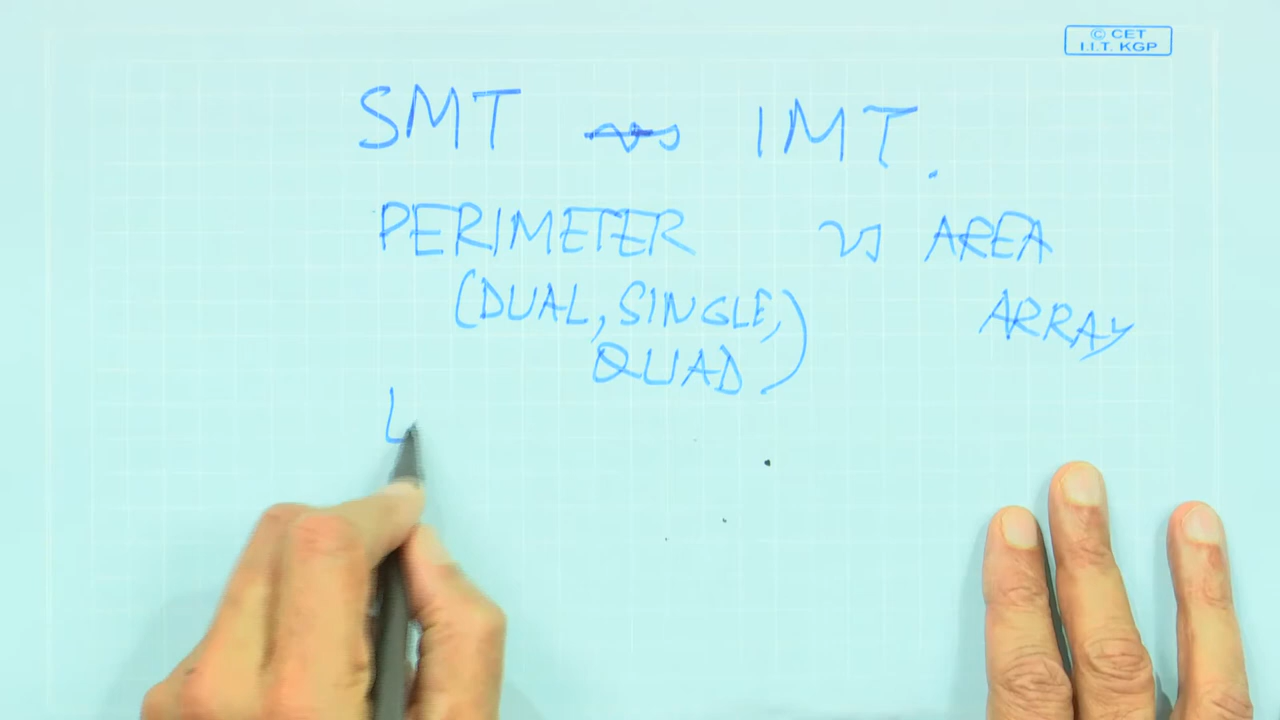 © CET
I.I.T. KGP
SMT vs IMT.
PERIMETER vs AREA
(DUAL, SINGLE, ARRAY
QUAD)
L